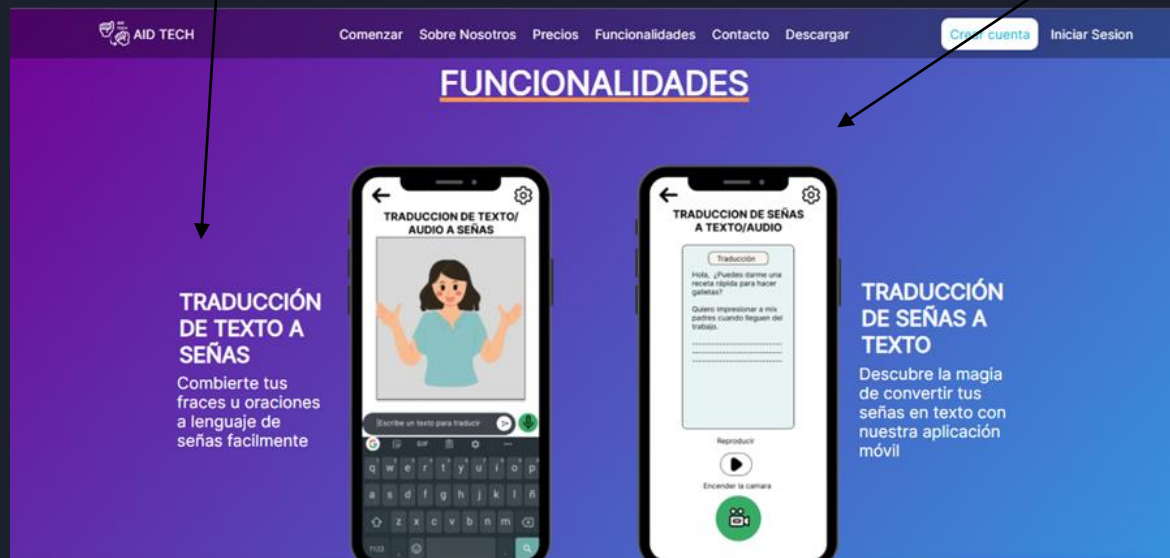 AID TECH
Comenzar Sobre Nosotros Precios Funcionalidades Contacto Descargar
Crear cuenta Iniciar Sesion
FUNCIONALIDADES
TRADUCCIÓN
DE TEXTO A
SEÑAS
Combierte tus
fraces u oraciones
a lenguaje de
señas facilmente
TRADUCCION DE TEXTO/
AUDIO A SEÑAS
Escribe un texto para traducir
G GIF
q w e r t y u i o p
a s d f g h j k l ñ
z x c v b n m
?123 .
TRADUCCION DE SEÑAS
A TEXTO/AUDIO
Traducción
Hola, ¿Puedes darme una
receta rápida para hacer
galletas?
Quiero impresionar a mis
padres cuando lleguen del
trabajo.
Reproducir
Encender la camara
TRADUCCIÓN
DE SEÑAS A
TEXTO
Descubre la magia
de convertir tus
señas en texto con
nuestra aplicación
móvil